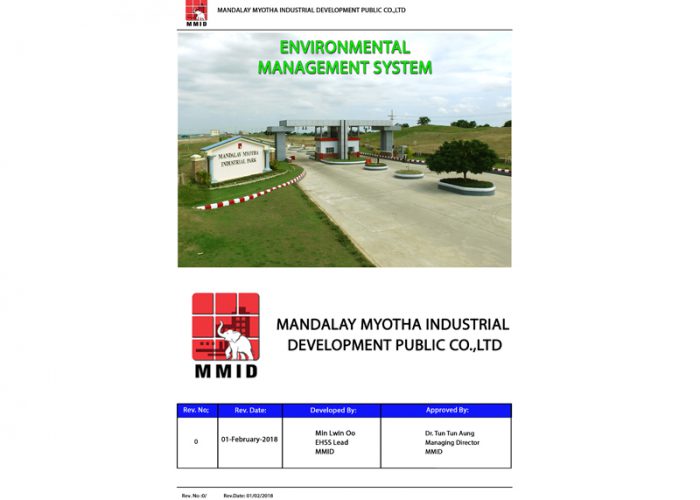 MMID
MANDALAY MYOTHA INDUSTRIAL DEVELOPMENT PUBLIC CO.,LTD
ENVIRONMENTAL
MANAGEMENT SYSTEM
MANDALAY MYOTHA
INDUSTRIAL PARK
MANDALAY MYOTHA INDUSTRIAL
DEVELOPMENT PUBLIC CO.,LTD
MMID
Rev. No; Rev. Date: Developed By: Approved By:
0 01-February-2018 Min Lwin Oo Dr. Tun Tun Aung
EHSS Lead Managing Director
MMID MMID
Rev. No :0/ Rev.Date: 01/02/2018